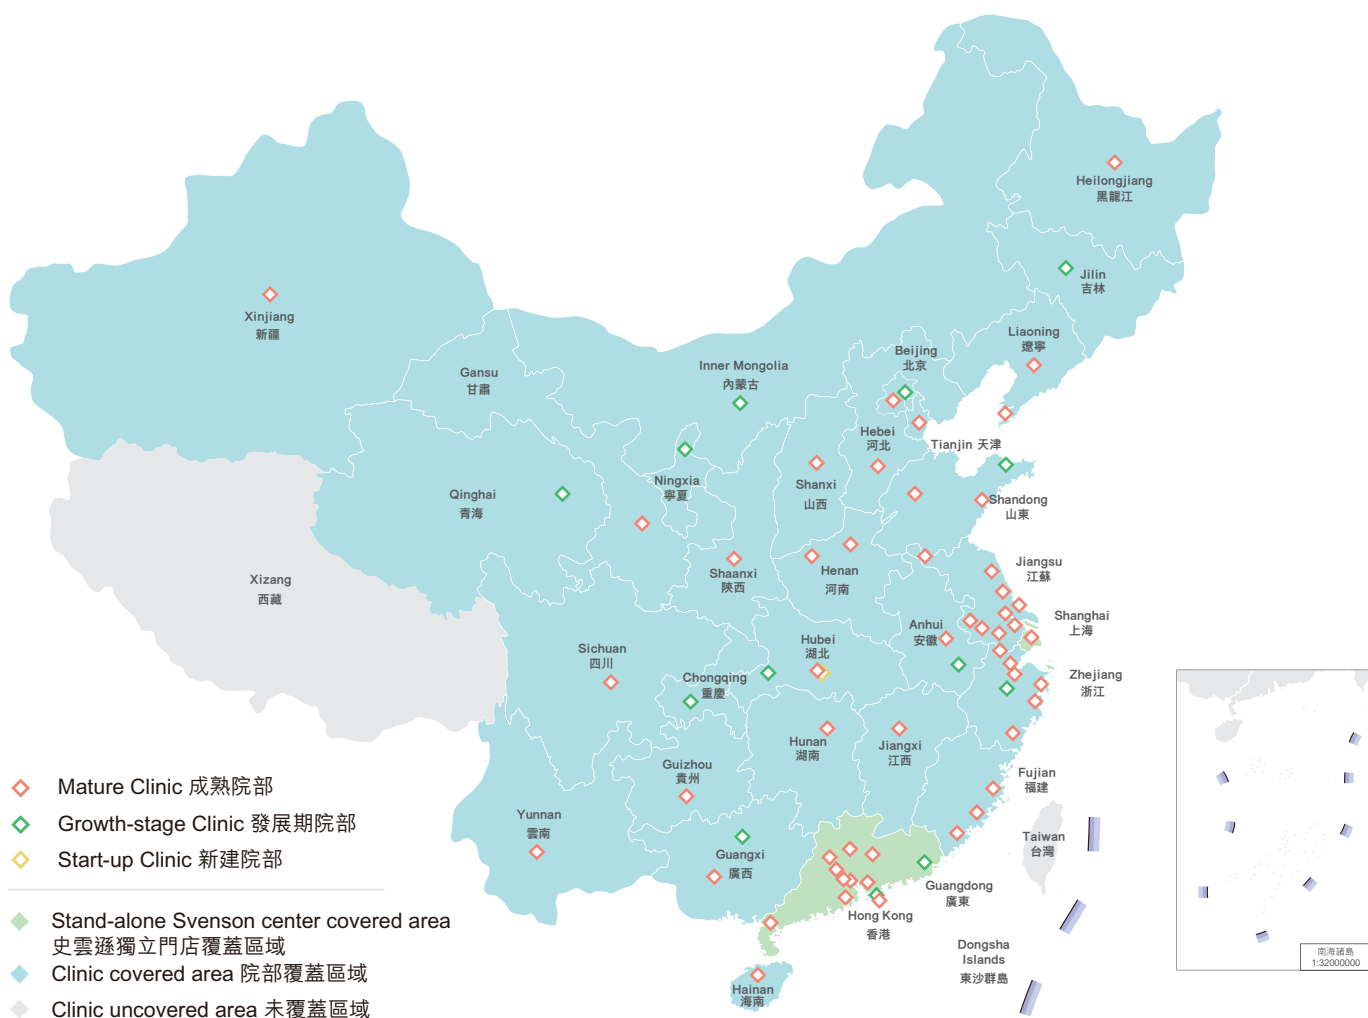 Heilongjiang
黑龍江
Jilin
吉林
Liaoning
遼寧
Xinjiang
新疆
Beijing
北京
Inner Mongolia
內蒙古
Gansu
甘肅
Hebei
河北
Tianjin 天津
Ningxia
寧夏
Shanxi
山西
Qinghai
青海
Shandong
山東
Xizang
西藏
Shaanxi
陝西
Henan
河南
Jiangsu
江蘇
Shanghai
上海
Anhui
安徽
Hubei
湖北
Sichuan
四川
Chongqing
重慶
Zhejiang
浙江
Hunan
湖南
Jiangxi
江西
Guizhou
貴州
Fujian
福建
Yunnan
雲南
Taiwan
台灣
Guangxi
廣西
Guangdong
廣東
Hong Kong
香港
Dongsha
Islands
東沙群島
Hainan
海南
Mature Clinic 成熟院部
Growth-stage Clinic 發展期院部
Start-up Clinic 新建院部
Stand-alone Svenson center covered area
史雲遜獨立門店覆蓋區域
Clinic covered area 院部覆蓋區域
Clinic uncovered area 未覆蓋區域
南海諸島
1:32000000